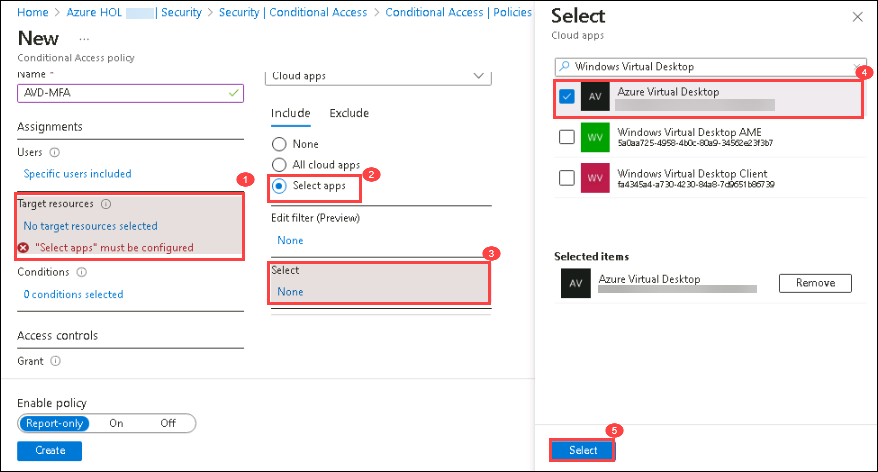 Home > Azure HOL | Security > Security | Conditional Access > Conditional Access | Policies
New ...
Conditional Access policy
Name *
AVD-MFA
Assignments
Users
Specific users included
1
Target resources
No target resources selected
"Select apps" must be configured
Conditions
0 conditions selected
Access controls
Grant
Cloud apps
Include Exclude
None
All cloud apps
2
Select apps
Edit filter (Preview)
None
3
Select
None
Enable policy
Report-only On Off
Create
Select
Cloud apps
Windows Virtual Desktop
4
AV Azure Virtual Desktop
WV Windows Virtual Desktop AME
5a0aa725-4958-4b0c-80a9-34562e23f3b7
WV Windows Virtual Desktop Client
fa4345a4-a730-4230-84a8-7d9651b86739
Selected items
AV Azure Virtual Desktop
Remove
5
Select